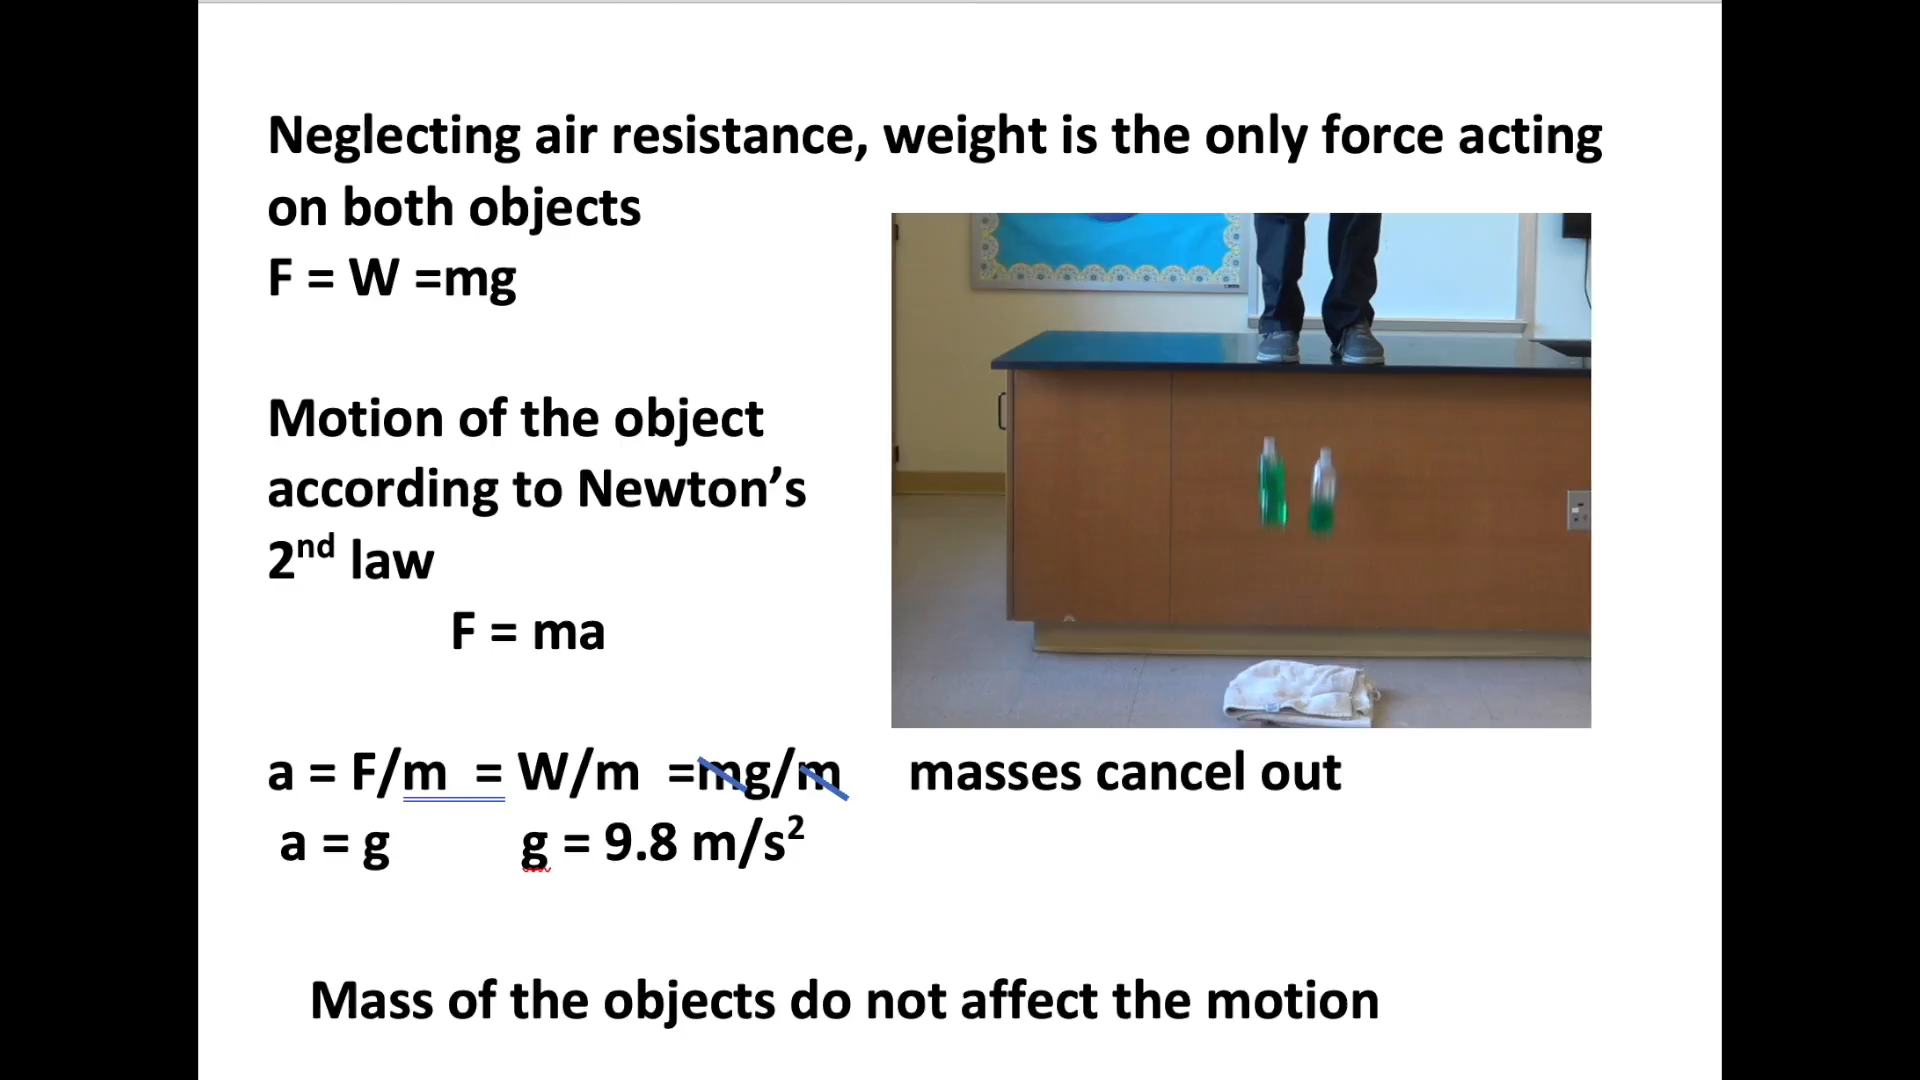 Neglecting air resistance, weight is the only force acting
on both objects
F = W =mg
Motion of the object
according to Newton’s
2nd law
F = ma
a = F/m = W/m =mg/m masses cancel out
a = g g = 9.8 m/s2
Mass of the objects do not affect the motion